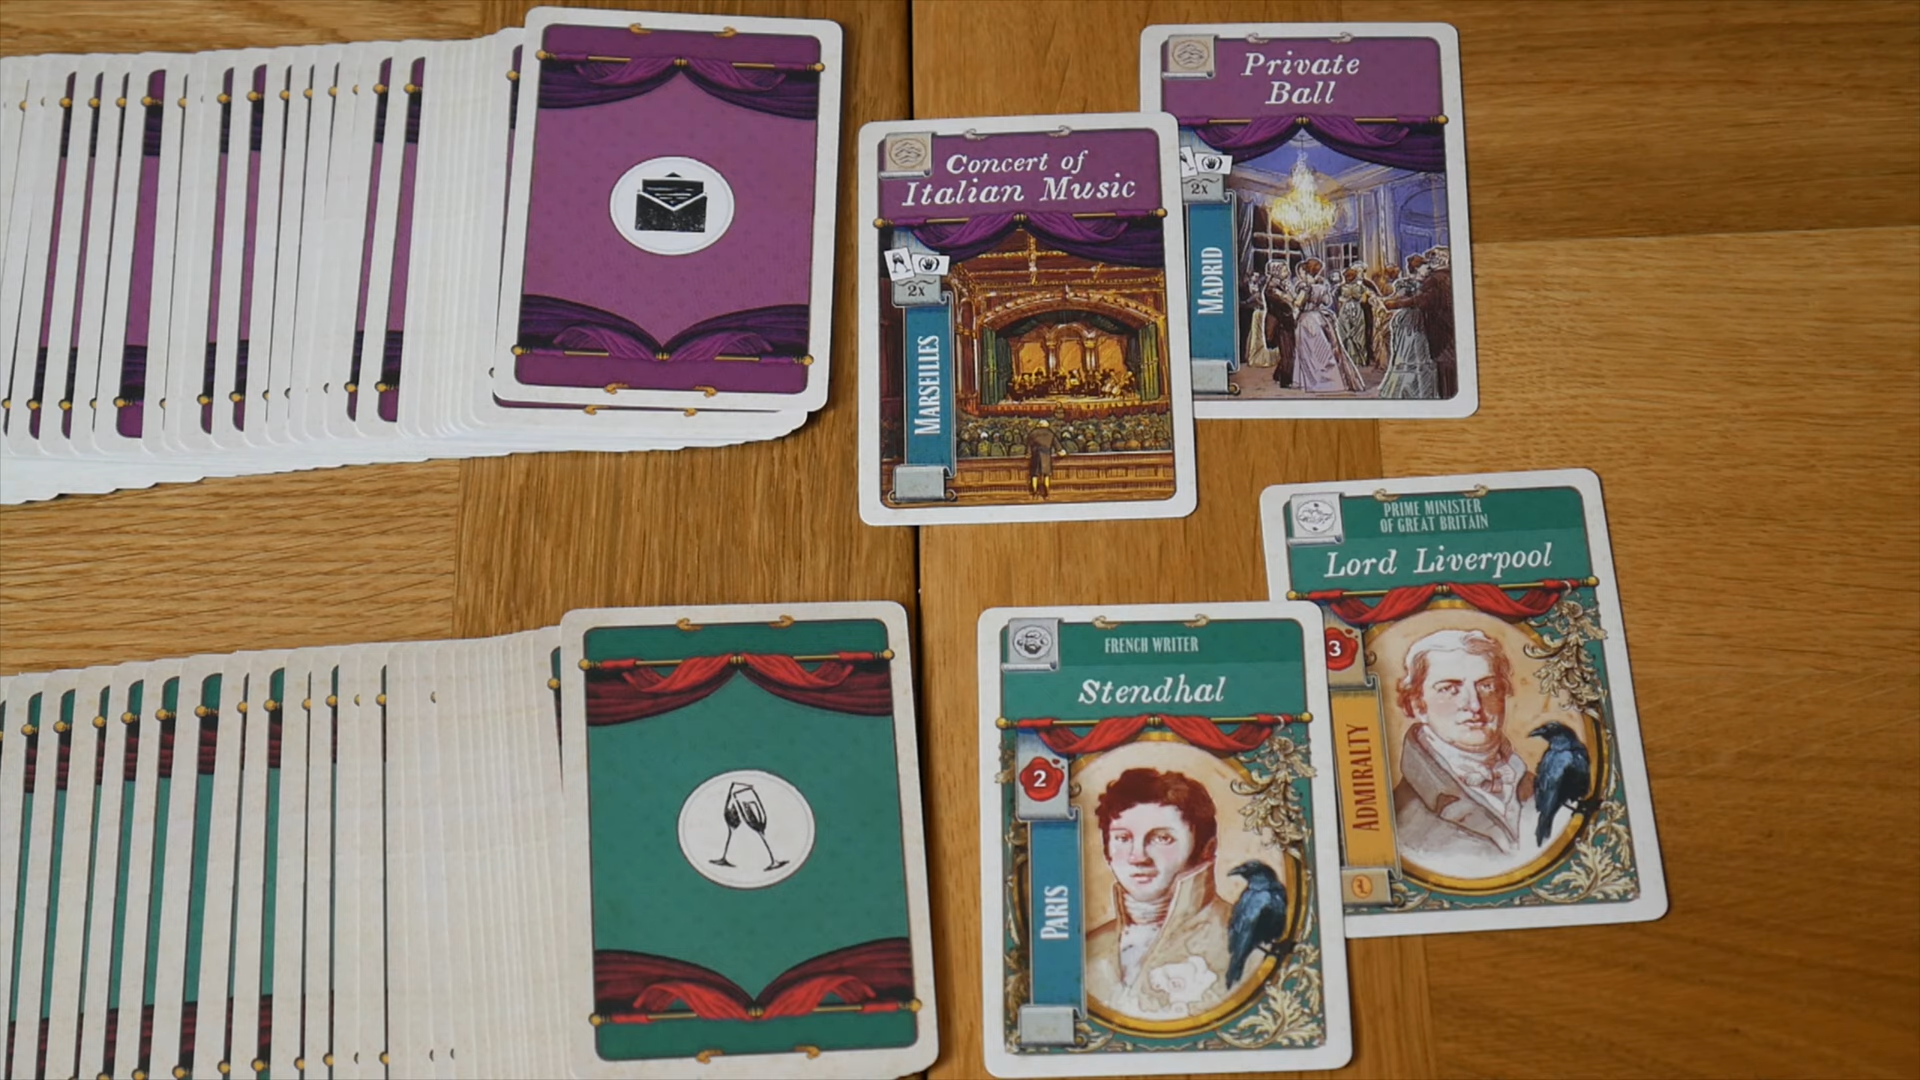 Private
Ball
2x
MADRID
Concert of
Italian Music
2x
MARSEILLES
PRIME MINISTER
OF GREAT BRITAIN
Lord Liverpool
3
ADMIRALTY
FRENCH WRITER
Stendhal
2
PARIS